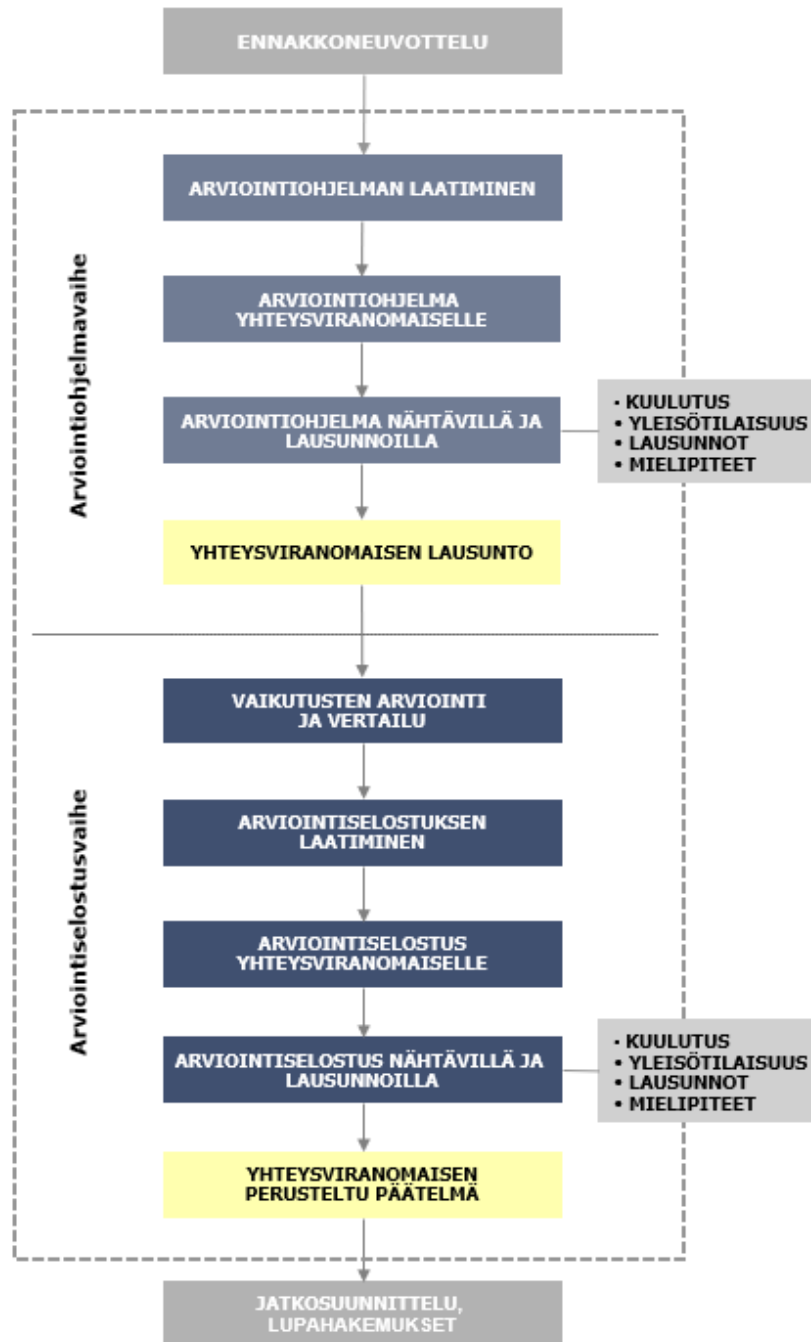 ENNAKKONEUVOTTELU
Arviointiohjelmavaihe
ARVIOINTIOHJELMAN LAATIMINEN
ARVIOINTIOHJELMA
YHTEYSVIRANOMAISELLE
ARVIOINTIOHJELMA NÄHTÄVILLÄ JA
LAUSUNNOILLA
• KUULUTUS
• YLEISÖTILAISUUS
• LAUSUNNOT
• MIELIPITEET
YHTEYSVIRANOMAISEN LAUSUNTO
Arviointiselostusvaihe
VAIKUTUSTEN ARVIOINTI
JA VERTAILU
ARVIOINTISELOSTUKSEN
LAATIMINEN
ARVIOINTISELOSTUS
YHTEYSVIRANOMAISELLE
ARVIOINTISELOSTUS NÄHTÄVILLÄ JA
LAUSUNNOILLA
• KUULUTUS
• YLEISÖTILAISUUS
• LAUSUNNOT
• MIELIPITEET
YHTEYSVIRANOMAISEN
PERUSTELTU PÄÄTELMÄ
JATKOSUUNNITTELU,
LUPAHAKEMUKSET